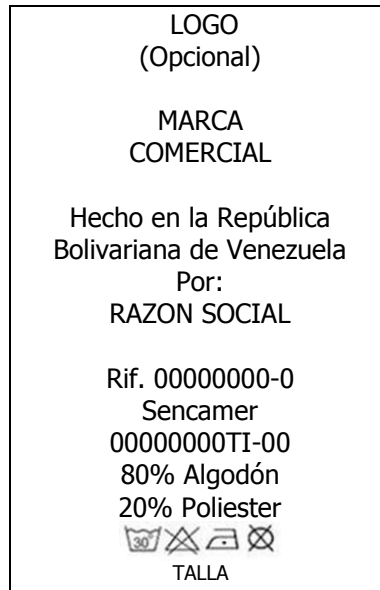 LOGO
(Opcional)
MARCA
COMERCIAL
Hecho en la República
Bolivariana de Venezuela
Por:
RAZON SOCIAL
Rif. 00000000-0
Sencamer
00000000TI-00
80% Algodón
20% Poliester
30°
TALLA